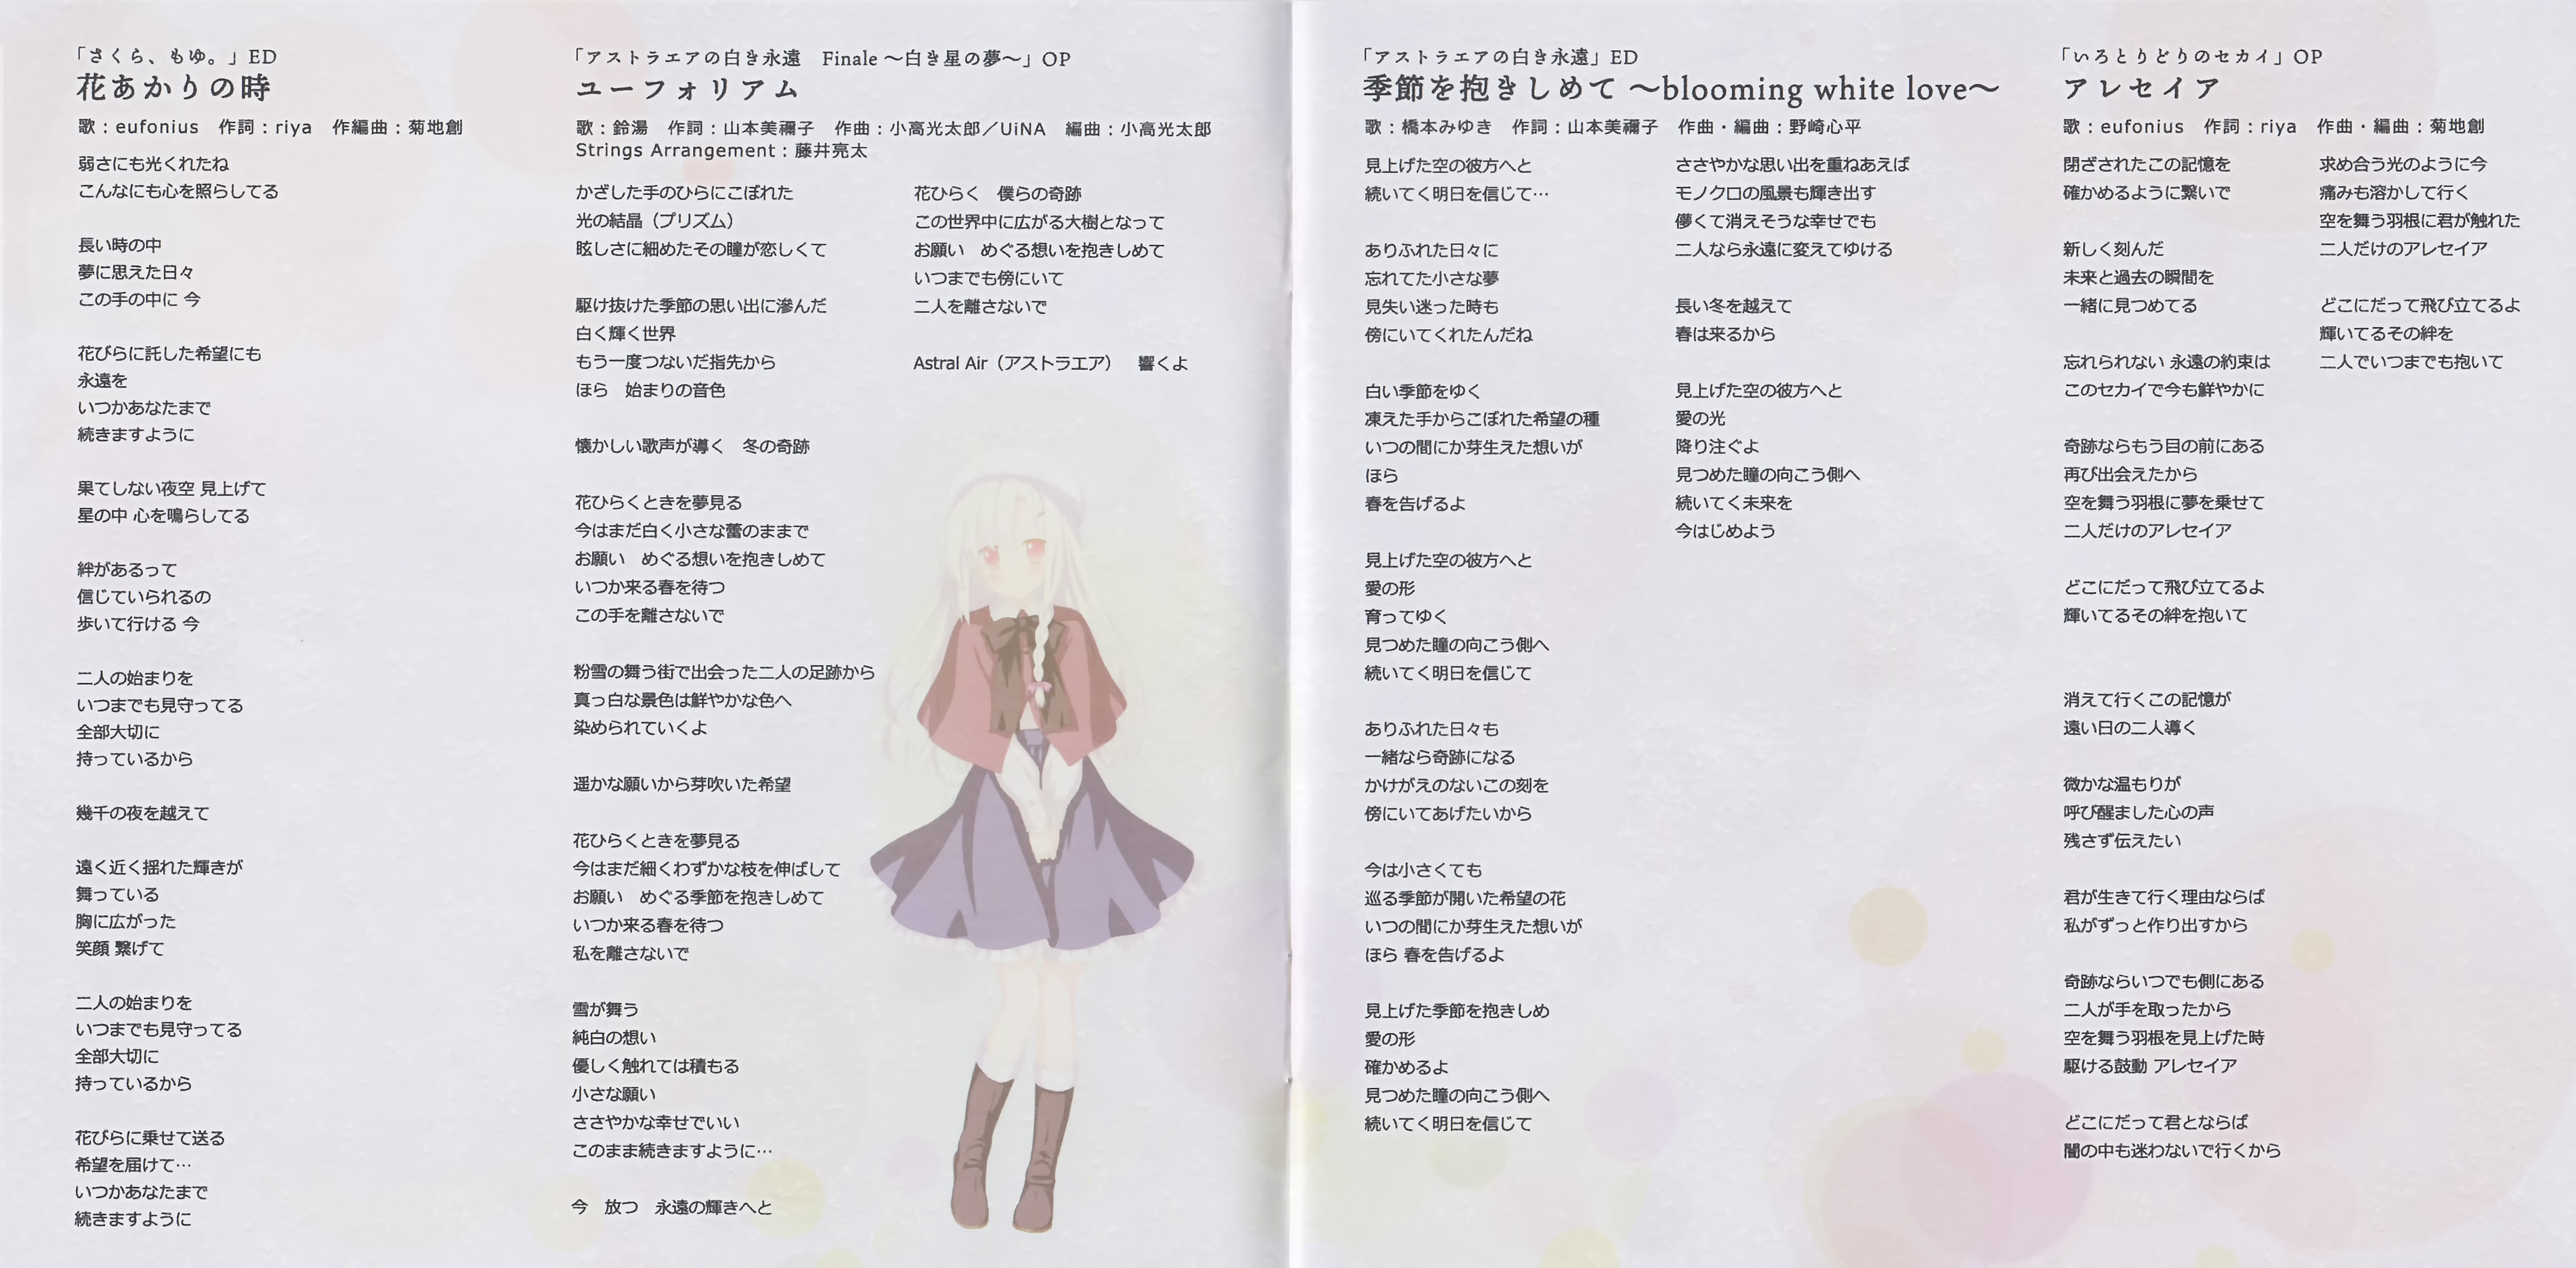 「さくら、もゆ。」ED
花あかりの時
歌：eufonius　作詞：riya　作編曲：菊地創
弱さにも光くれたね
こんなにも心を照らしてる
長い時の中
夢に思えた日々
この手の中に 今
花びらに託した希望にも
永遠を
いつかあなたまで
続きますように
果てしない夜空 見上げて
星の中 心を鳴らしてる
絆があるって
信じていられるの
歩いて行ける 今
二人の始まりを
いつまでも見守ってる
全部大切に
持っているから
幾千の夜を越えて
遠く近く揺れた輝きが
舞っている
胸に広がった
笑顔 繋げて
二人の始まりを
いつまでも見守ってる
全部大切に
持っているから
花びらに乗せて送る
希望を届けて…
いつかあなたまで
続きますように
「アストラエアの白き永遠　Finale ～白き星の夢～」OP
ユーフォリアム
歌：鈴湯　作詞：山本美禰子　作曲：小高光太郎／UiNA　編曲：小高光太郎
Strings Arrangement：藤井亮太
かざした手のひらにこぼれた
光の結晶（プリズム）
眩しさに細めたその瞳が恋しくて
駆け抜けた季節の思い出に滲んだ
白く輝く世界
もう一度つないだ指先から
ほら　始まりの音色
懐かしい歌声が導く　冬の奇跡
花ひらくときを夢見る
今はまだ白く小さな蕾のままで
お願い　めぐる想いを抱きしめて
いつか来る春を待つ
この手を離さないで
粉雪の舞う街で出会った二人の足跡から
真っ白な景色は鮮やかな色へ
染められていくよ
遥かな願いから芽吹いた希望
花ひらくときを夢見る
今はまだ細くわずかな枝を伸ばして
お願い　めぐる季節を抱きしめて
いつか来る春を待つ
私を離さないで
雪が舞う
純白の想い
優しく触れては積もる
小さな願い
ささやかな幸せでいい
このまま続きますように…
今　放つ　永遠の輝きへと
花ひらく　僕らの奇跡
この世界中に広がる大樹となって
お願い　めぐる想いを抱きしめて
いつまでも傍にいて
二人を離さないで
Astral Air（アストラエア）　響くよ
「アストラエアの白き永遠」ED
季節を抱きしめて ～blooming white love～
歌：橋本みゆき　作詞：山本美禰子　作曲・編曲：野崎心平
見上げた空の彼方へと
続いてく明日を信じて…
ありふれた日々に
忘れてた小さな夢
見失い迷った時も
傍にいてくれたんだね
白い季節をゆく
凍えた手からこぼれた希望の種
いつの間にか芽生えた想いが
ほら
春を告げるよ
見上げた空の彼方へと
愛の形
育ってゆく
見つめた瞳の向こう側へ
続いてく明日を信じて
ありふれた日々も
一緒なら奇跡になる
かけがえのないこの刻を
傍にいてあげたいから
今は小さくても
巡る季節が開いた希望の花
いつの間にか芽生えた想いが
ほら 春を告げるよ
見上げた季節を抱きしめ
愛の形
確かめるよ
見つめた瞳の向こう側へ
続いてく明日を信じて
ささやかな思い出を重ねあえば
モノクロの風景も輝き出す
儚くて消えそうな幸せでも
二人なら永遠に変えてゆける
長い冬を越えて
春は来るから
見上げた空の彼方へと
愛の光
降り注ぐよ
見つめた瞳の向こう側へ
続いてく未来を
今はじめよう
「いろとりどりのセカイ」OP
アレセイア
歌：eufonius　作詞：riya　作曲・編曲：菊地創
閉ざされたこの記憶を
確かめるように繋いで
新しく刻んだ
未来と過去の瞬間を
一緒に見つめてる
忘れられない 永遠の約束は
このセカイで今も鮮やかに
奇跡ならもう目の前にある
再び出会えたから
空を舞う羽根に夢を乗せて
二人だけのアレセイア
どこにだって飛び立てるよ
輝いてるその絆を抱いて
消えて行くこの記憶が
遠い日の二人導く
微かな温もりが
呼び醒ました心の声
残さず伝えたい
君が生きて行く理由ならば
私がずっと作り出すから
奇跡ならいつでも側にある
二人が手を取ったから
空を舞う羽根を見上げた時
駆ける鼓動 アレセイア
どこにだって君とならば
闇の中も迷わないで行くから
求め合う光のように今
痛みも溶かして行く
空を舞う羽根に君が触れた
二人だけのアレセイア
どこにだって飛び立てるよ
輝いてるその絆を
二人でいつまでも抱いて